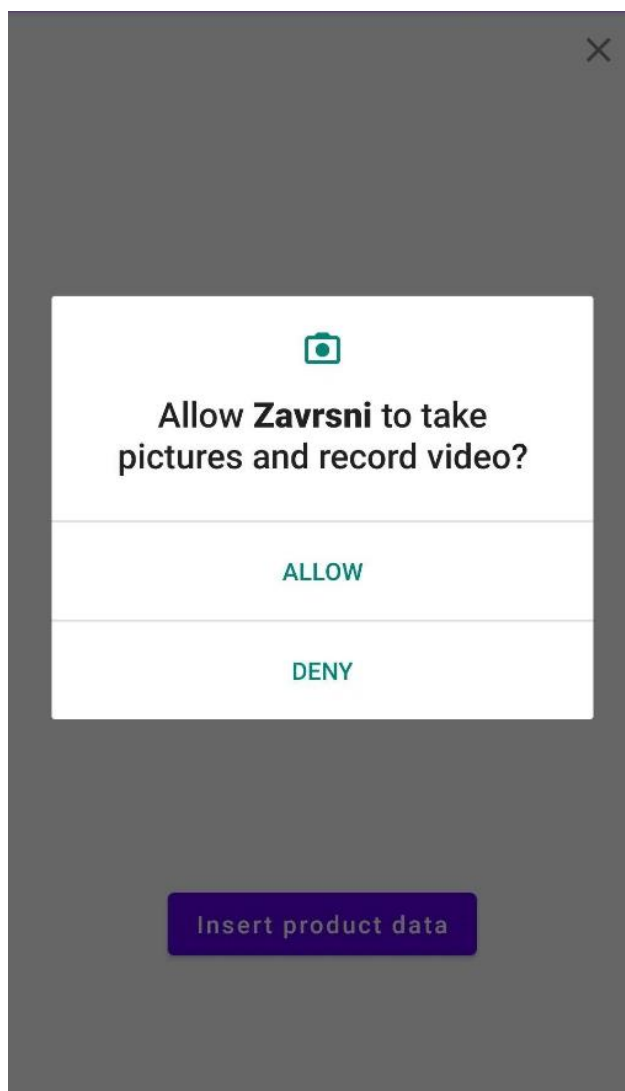 Allow Zavrsni to take
pictures and record video?
ALLOW
DENY
Insert product data